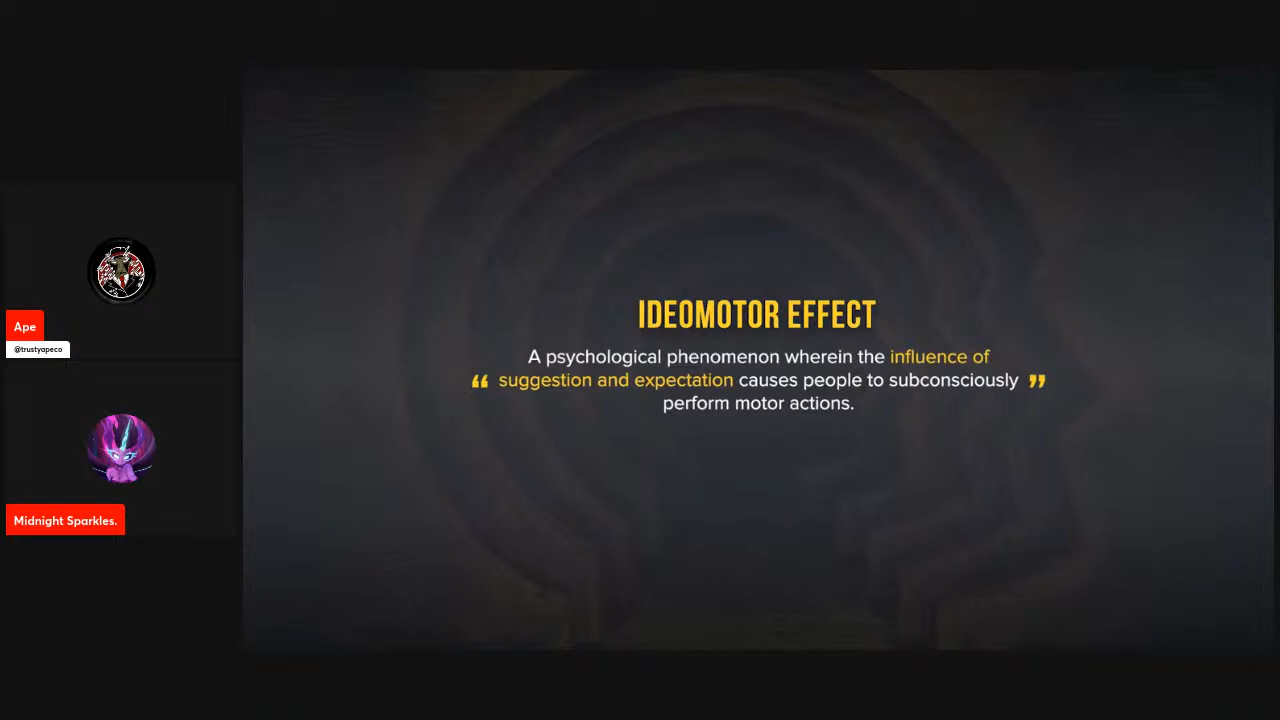 Ape
@trustyapeco
Midnight Sparkles.
IDEOMOTOR EFFECT
A psychological phenomenon wherein the influence of
“ suggestion and expectation causes people to subconsciously ”
perform motor actions.